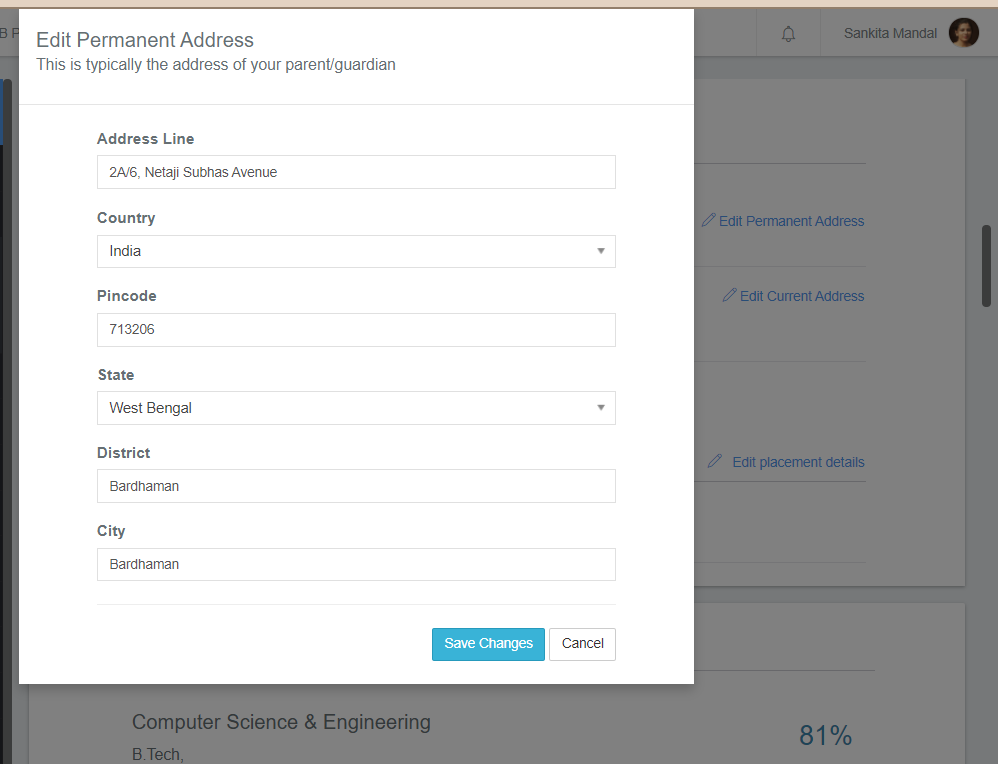 B P
Sankita Mandal
Edit Permanent Address
This is typically the address of your parent/guardian
Address Line
2A/6, Netaji Subhas Avenue
Country
India
Pincode
713206
State
West Bengal
District
Bardhaman
City
Bardhaman
Save Changes Cancel
Edit Permanent Address
Edit Current Address
Edit placement details
Computer Science & Engineering
81%
B.Tech,